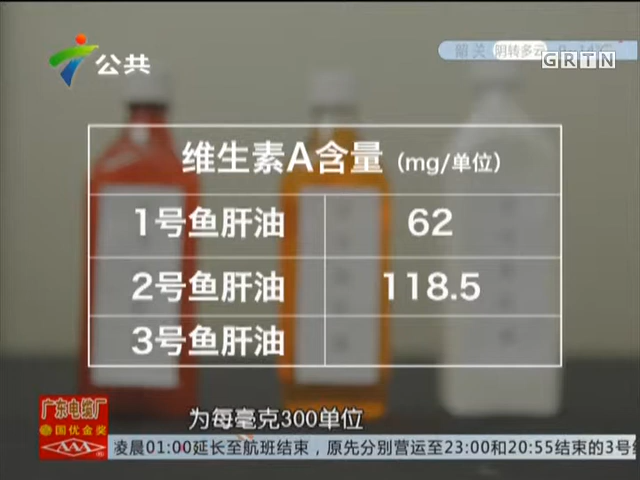 公共
韶关 阴转多云
GRTN
维生素A含量 (mg/单位)
1号鱼肝油 62
2号鱼肝油 118.5
3号鱼肝油
为每毫克300单位
广东电缆厂
国优金奖
AAA
凌晨01:00延长至航班结束，原先分别营运至23:00和20:55结束的3号